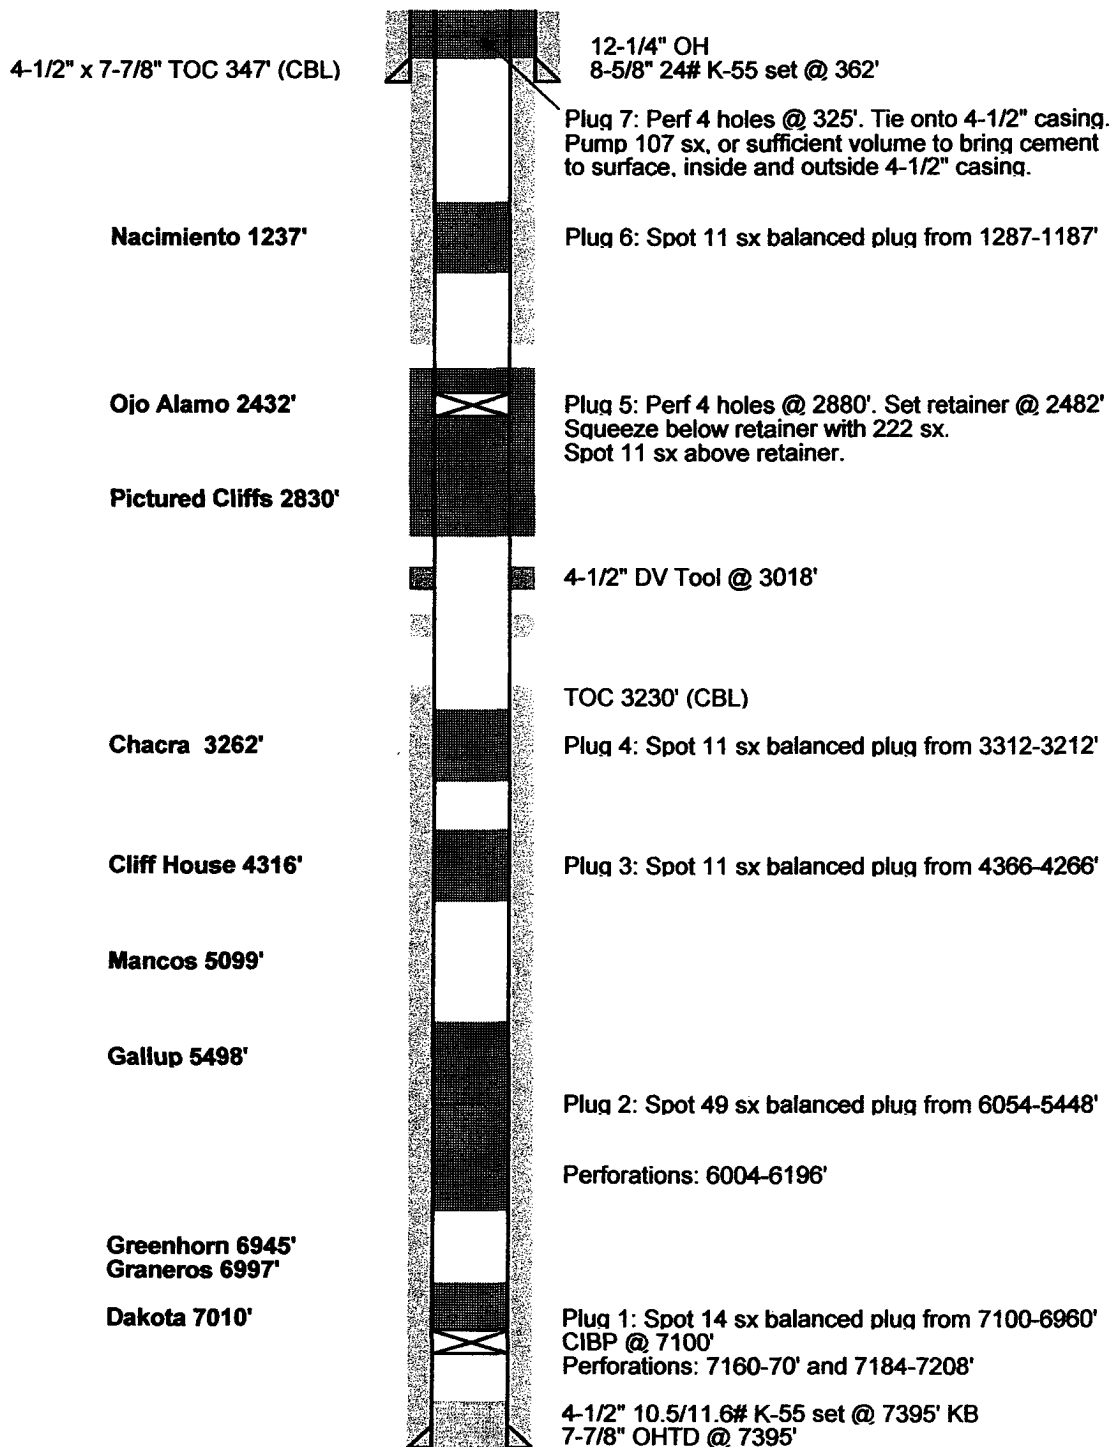 12-1/4" OH
4-1/2" x 7-7/8" TOC 347' (CBL)
8-5/8" 24# K-55 set @ 362'
Plug 7: Perf 4 holes @ 325'. Tie onto 4-1/2" casing.
Pump 107 sx, or sufficient volume to bring cement
to surface, inside and outside 4-1/2" casing.
Nacimiento 1237'
Plug 6: Spot 11 sx balanced plug from 1287-1187'
Ojo Alamo 2432'
Plug 5: Perf 4 holes @ 2880'. Set retainer @ 2482'
Squeeze below retainer with 222 sx.
Spot 11 sx above retainer.
Pictured Cliffs 2830'
4-1/2" DV Tool @ 3018'
TOC 3230' (CBL)
Chacra 3262'
Plug 4: Spot 11 sx balanced plug from 3312-3212'
Cliff House 4316'
Plug 3: Spot 11 sx balanced plug from 4366-4266'
Mancos 5099'
Gallup 5498'
Plug 2: Spot 49 sx balanced plug from 6054-5448'
Perforations: 6004-6196'
Greenhorn 6945'
Graneros 6997'
Dakota 7010'
Plug 1: Spot 14 sx balanced plug from 7100-6960'
CIBP @ 7100'
Perforations: 7160-70' and 7184-7208'
4-1/2" 10.5/11.6# K-55 set @ 7395' KB
7-7/8" OHTD @ 7395'